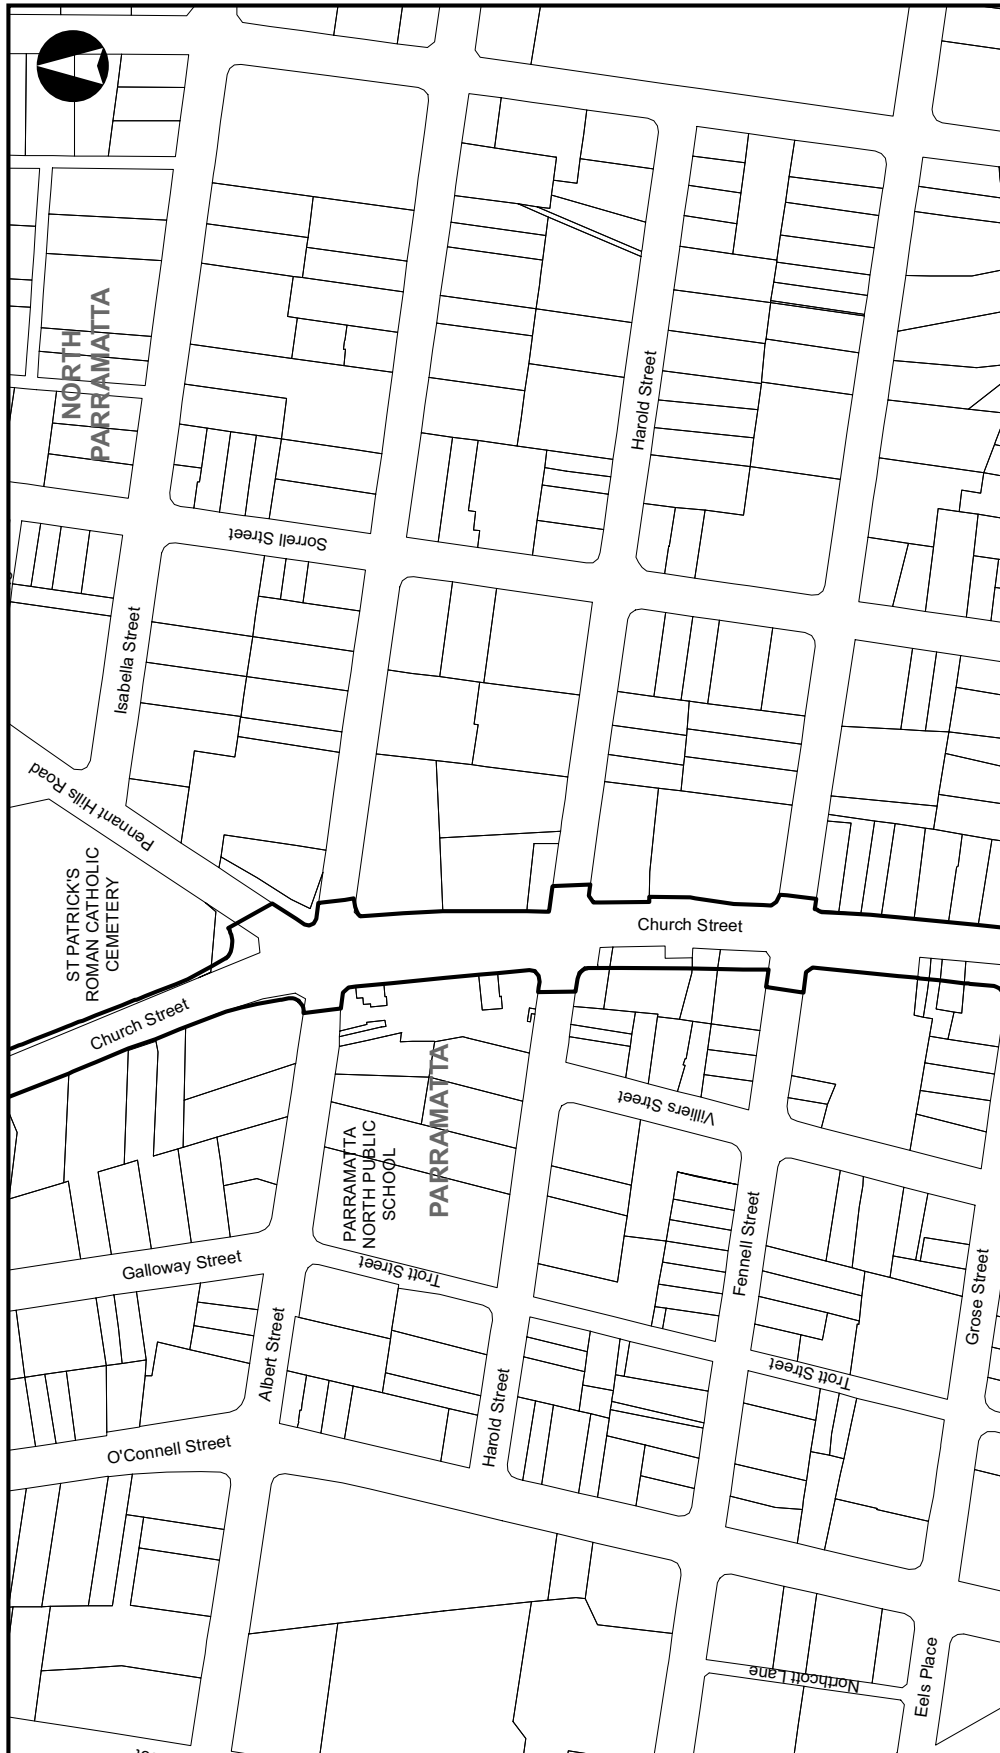 NORTH
PARRAMATTA
Harold Street
Sorrell Street
Isabella Street
Pennant Hills Road
ST PATRICK'S
ROMAN CATHOLIC
CEMETERY
Church Street
Church Street
PARRAMATTA
Villiers Street
PARRAMATTA
NORTH PUBLIC
SCHOOL
Galloway Street
Trott Street
Fennell Street
Grose Street
Albert Street
Trott Street
Harold Street
O'Connell Street
Northcott Lane
Eels Place